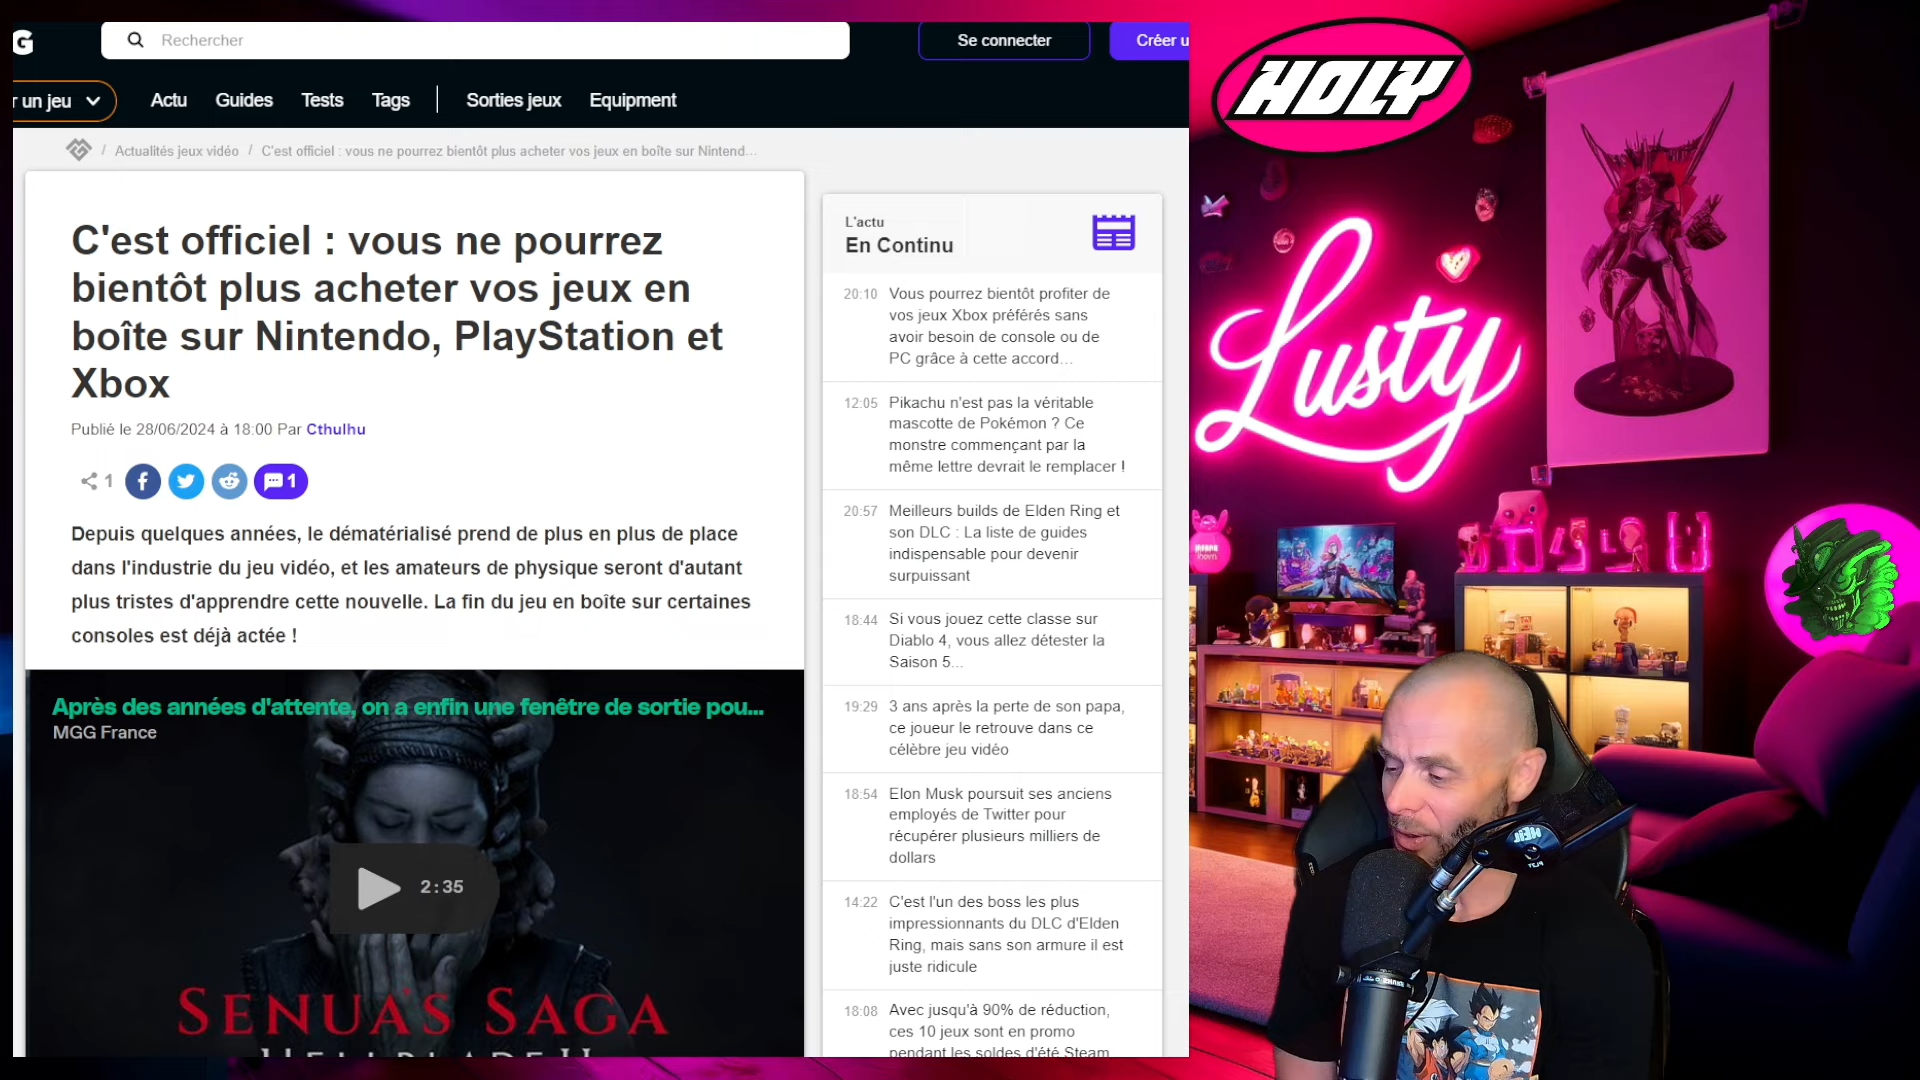 G
Rechercher
Se connecter
Créer u
r un jeu
Actu
Guides
Tests
Tags
Sorties jeux
Equipment
/ Actualités jeux vidéo / C'est officiel : vous ne pourrez bientôt plus acheter vos jeux en boîte sur Nintend...
C'est officiel : vous ne pourrez
bientôt plus acheter vos jeux en
boîte sur Nintendo, PlayStation et
Xbox
Publié le 28/06/2024 à 18:00 Par Cthulhu
1
1
Depuis quelques années, le dématérialisé prend de plus en plus de place
dans l'industrie du jeu vidéo, et les amateurs de physique seront d'autant
plus tristes d'apprendre cette nouvelle. La fin du jeu en boîte sur certaines
consoles est déjà actée !
Après des années d'attente, on a enfin une fenêtre de sortie pou...
MGG France
2:35
SENUA'S SAGA
HELLBLADE II
L'actu
En Continu
20:10 Vous pourrez bientôt profiter de
vos jeux Xbox préférés sans
avoir besoin de console ou de
PC grâce à cette accord...
12:05 Pikachu n'est pas la véritable
mascotte de Pokémon ? Ce
monstre commençant par la
même lettre devrait le remplacer !
20:57 Meilleurs builds de Elden Ring et
son DLC : La liste de guides
indispensable pour devenir
surpuissant
18:44 Si vous jouez cette classe sur
Diablo 4, vous allez détester la
Saison 5...
19:29 3 ans après la perte de son papa,
ce joueur le retrouve dans ce
célèbre jeu vidéo
18:54 Elon Musk poursuit ses anciens
employés de Twitter pour
récupérer plusieurs milliers de
dollars
14:22 C'est l'un des boss les plus
impressionnants du DLC d'Elden
Ring, mais sans son armure il est
juste ridicule
18:08 Avec jusqu'à 90% de réduction,
ces 10 jeux sont en promo
pendant les soldes d'été Steam
HOLY
Lusty